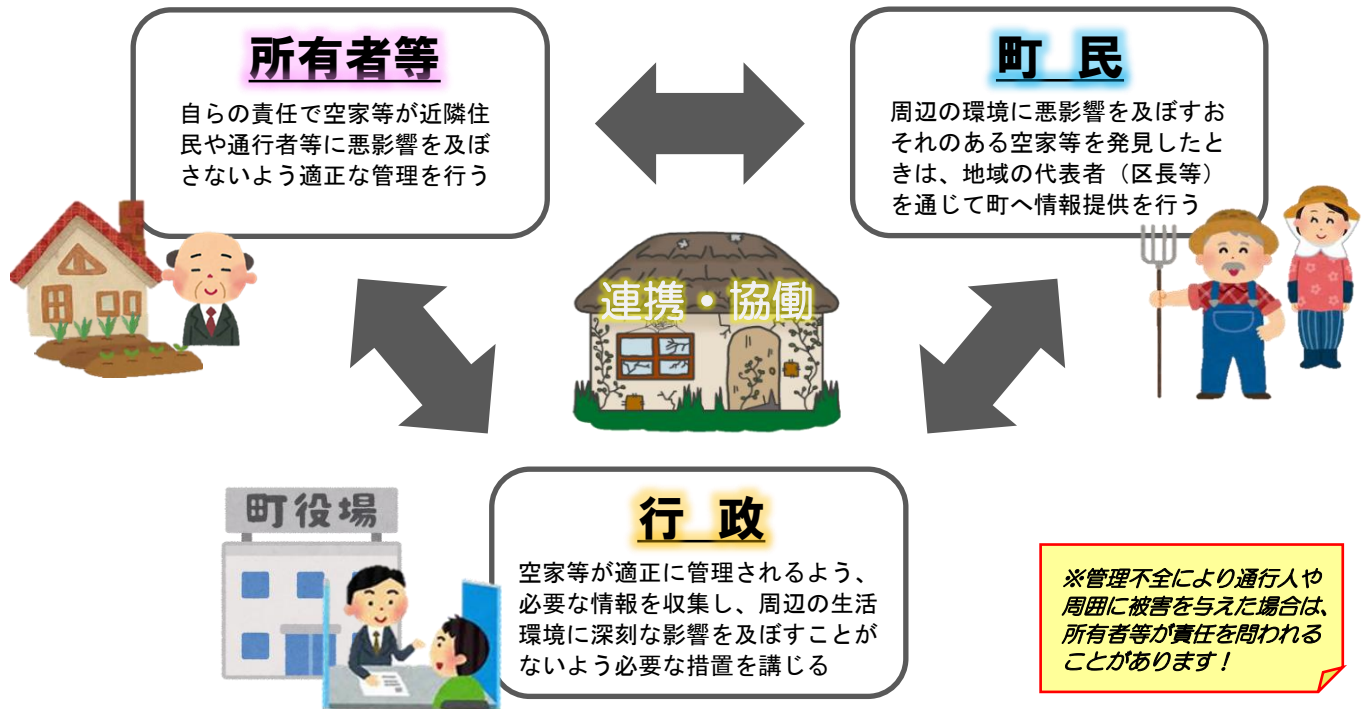 所有者等
自らの責任で空家等が近隣住
民や通行者等に悪影響を及ぼ
さないよう適正な管理を行う
町 民
周辺の環境に悪影響を及ぼすお
それのある空家等を発見したと
きは、地域の代表者（区長等）
を通じて町へ情報提供を行う
連携・協働
町役場
行 政
空家等が適正に管理されるよう、
必要な情報を収集し、周辺の生活
環境に深刻な影響を及ぼすことが
ないよう必要な措置を講じる
※管理不全により通行人や
周囲に被害を与えた場合は、
所有者等が責任を問われる
ことがあります！